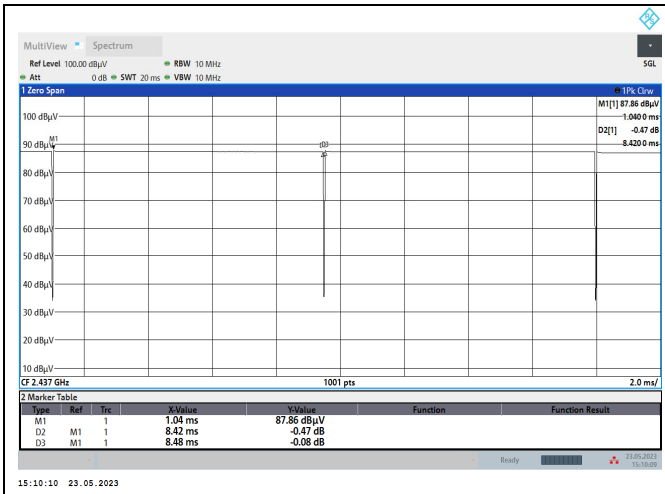 MultiView Spectrum
Ref Level 100.00 dBµV RBW 10 MHz SGL
Att 0 dB SWT 20 ms VBW 10 MHz
1 Zero Span 1Pk Clrw
M1[1] 87.86 dBµV
1.040 0 ms
D2[1] -0.47 dB
8.420 0 ms
100 dBµV
M1
90 dBµV
D3
80 dBµV
70 dBµV
60 dBµV
50 dBµV
40 dBµV
30 dBµV
20 dBµV
10 dBµV
CF 2.437 GHz 1001 pts 2.0 ms/
2 Marker Table
Type Ref Trc X-Value Y-Value Function Function Result
M1 1 1.04 ms 87.86 dBµV
D2 M1 1 8.42 ms -0.47 dB
D3 M1 1 8.48 ms -0.08 dB
Ready 23.05.2023
15:10:09
15:10:10 23.05.2023